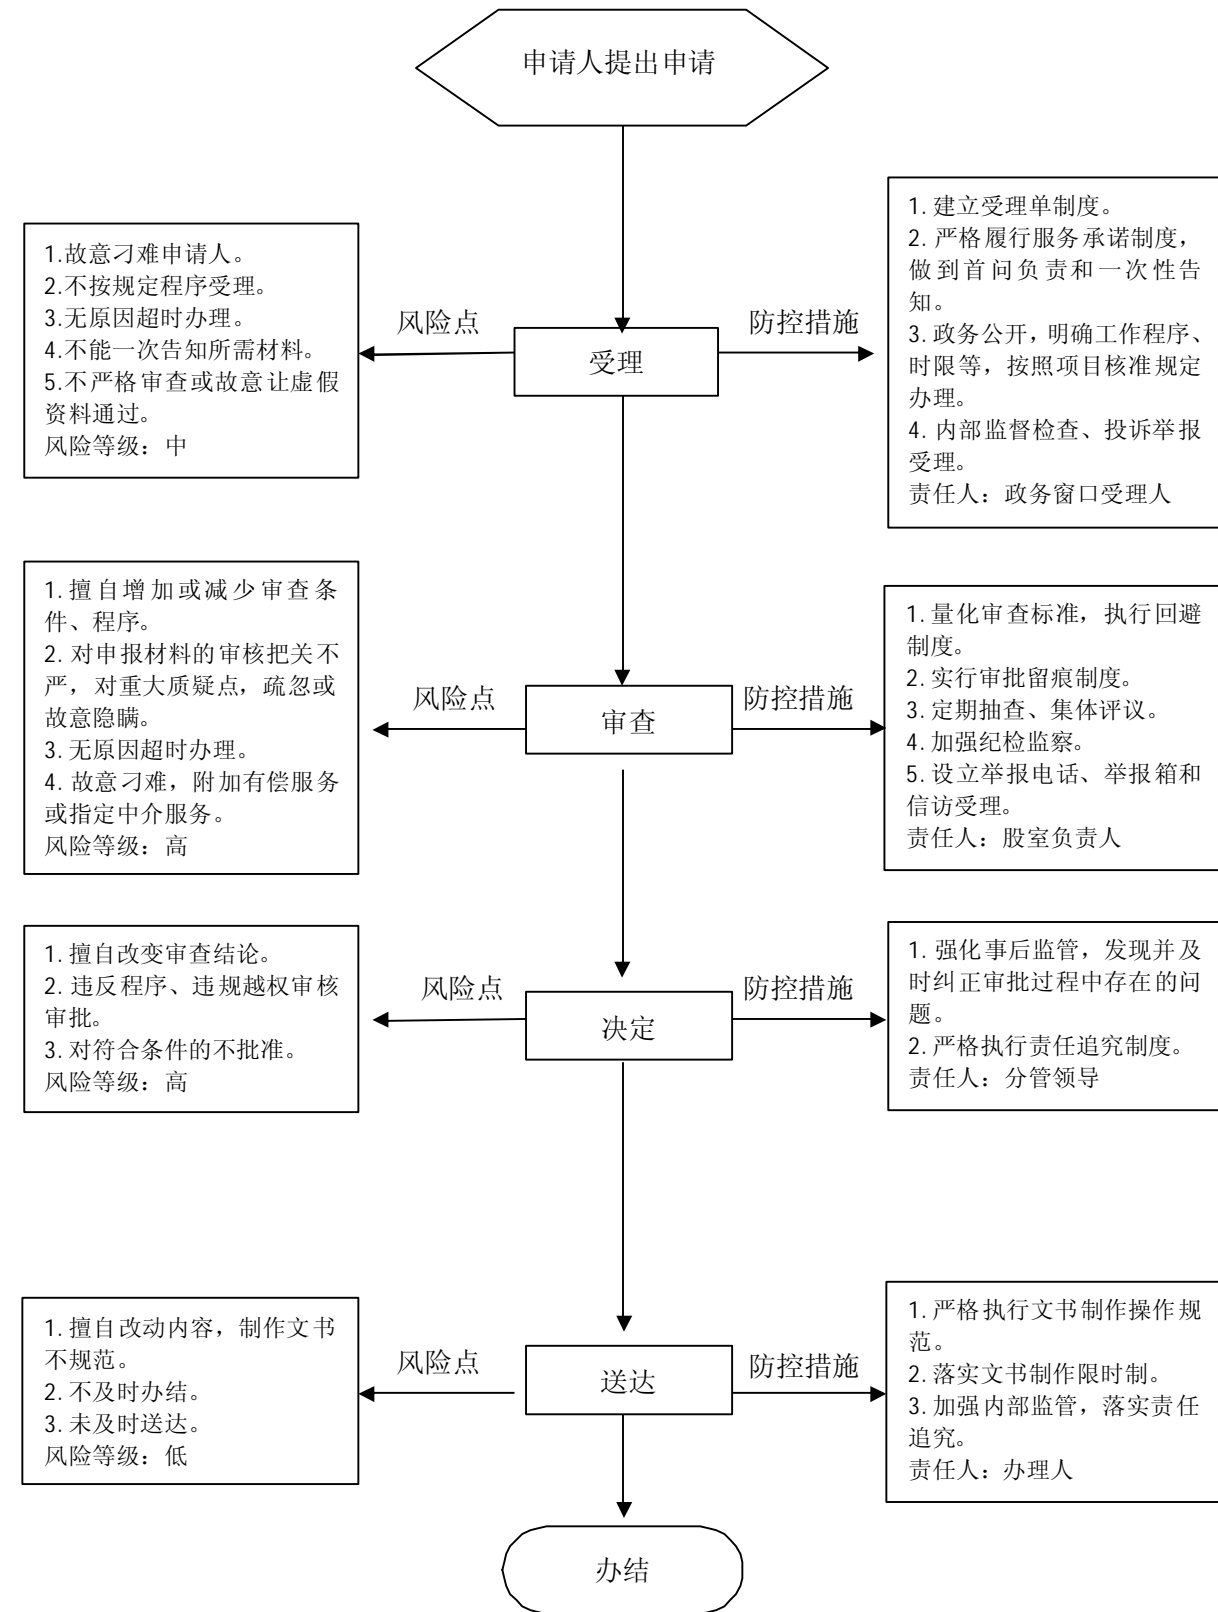 申请人提出申请
1.故意刁难申请人。
2.不按规定程序受理。
3.无原因超时办理。
4.不能一次告知所需材料。
5.不严格审查或故意让虚假
资料通过。
风险等级：中
风险点
受理
防控措施
1.建立受理单制度。
2.严格履行服务承诺制度，
做到首问负责和一次性告
知。
3.政务公开，明确工作程序、
时限等，按照项目核准规定
办理。
4.内部监督检查、投诉举报
受理。
责任人：政务窗口受理人
1.擅自增加或减少审查条
件、程序。
2.对申报材料的审核把关不
严，对重大质疑点，疏忽或
故意隐瞒。
3.无原因超时办理。
4.故意刁难，附加有偿服务
或指定中介服务。
风险等级：高
风险点
审查
防控措施
1.量化审查标准，执行回避
制度。
2.实行审批留痕制度。
3.定期抽查、集体评议。
4.加强纪检监察。
5.设立举报电话、举报箱和
信访受理。
责任人：股室负责人
1.擅自改变审查结论。
2.违反程序、违规越权审核
审批。
3.对符合条件的不批准。
风险等级：高
风险点
决定
防控措施
1.强化事后监管，发现并及
时纠正审批过程中存在的问
题。
2.严格执行责任追究制度。
责任人：分管领导
1.擅自改动内容，制作文书
不规范。
2.不及时办结。
3.未及时送达。
风险等级：低
风险点
送达
防控措施
1.严格执行文书制作操作规
范。
2.落实文书制作限时制。
3.加强内部监管，落实责任
追究。
责任人：办理人
办结